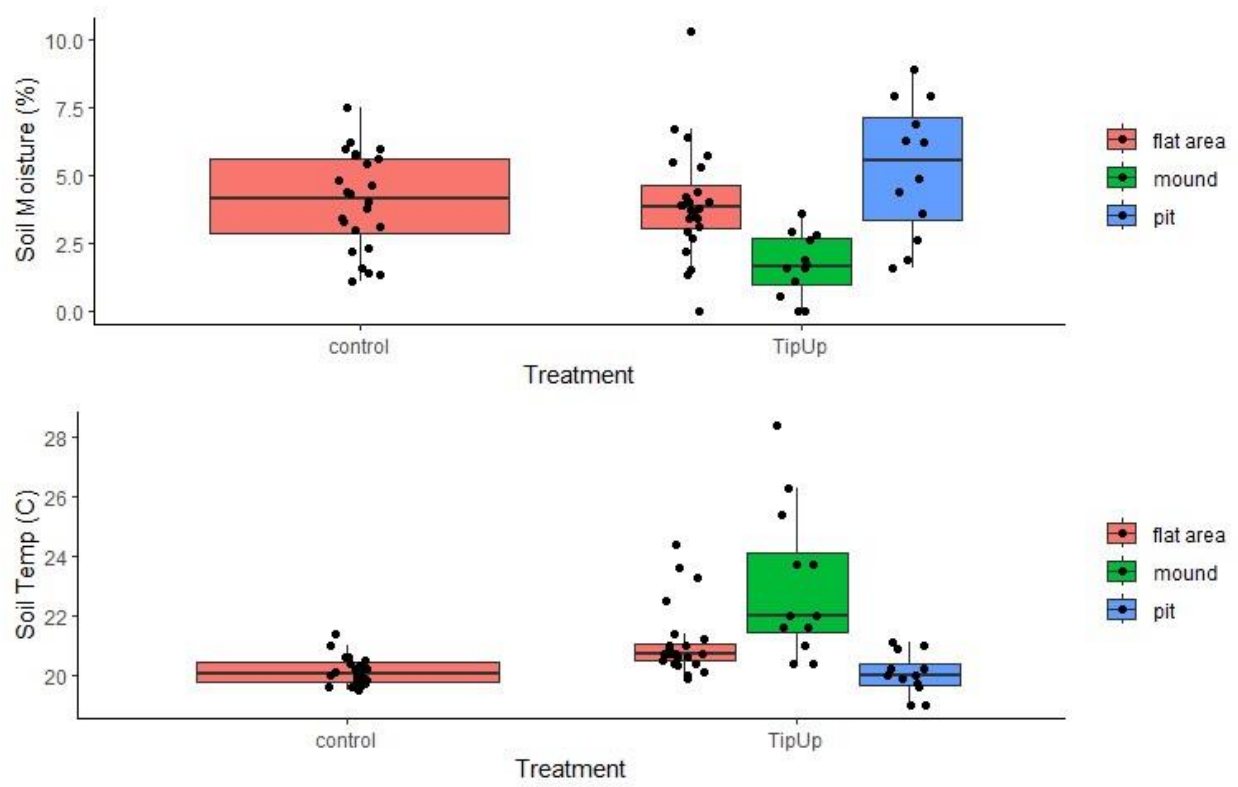 Soil Moisture (%)
10.0
7.5
5.0
2.5
0.0
control
TipUp
Treatment
flat area
mound
pit
Soil Temp (C)
28
26
24
22
20
control
TipUp
Treatment
flat area
mound
pit